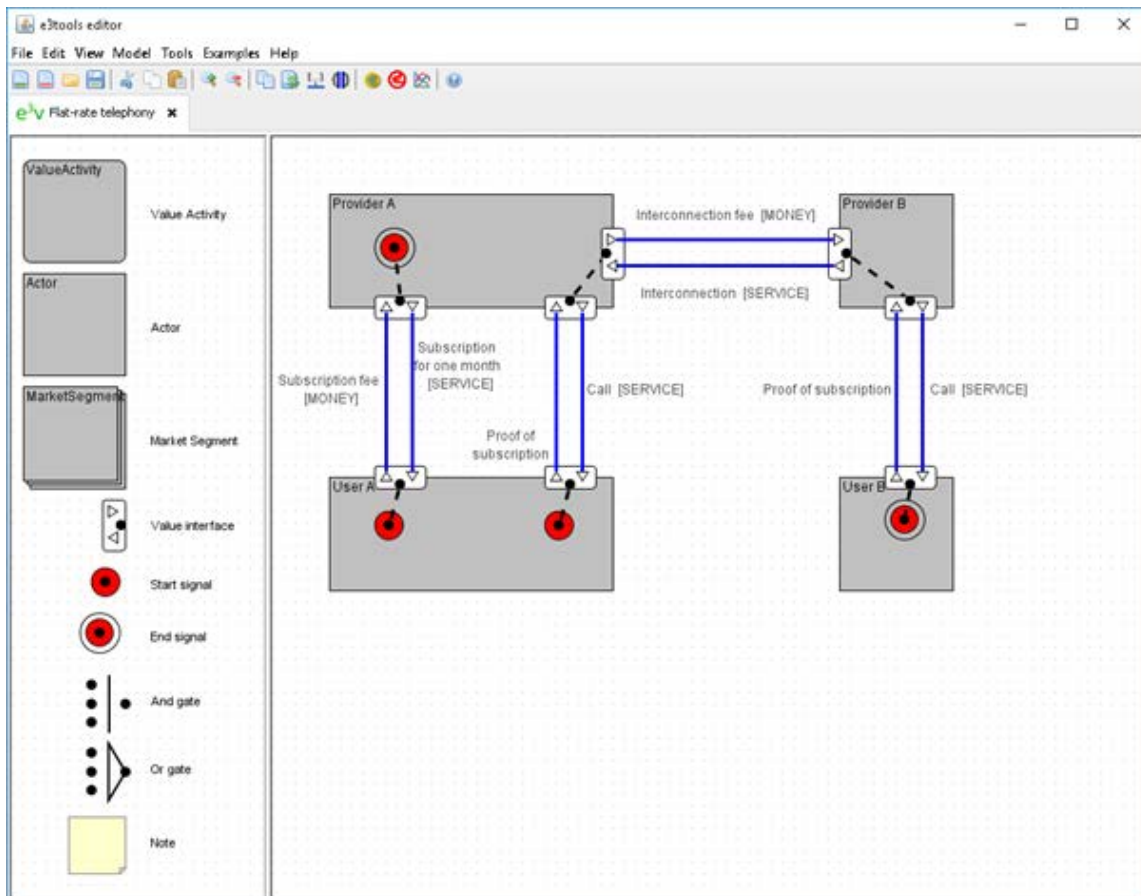 e3tools editor
File Edit View Model Tools Examples Help
e³v Flat-rate telephony
ValueActivity
Value Activity
Actor
Actor
MarketSegment
Market Segment
Value interface
Start signal
End signal
And gate
Or gate
Note
Provider A
Provider B
Interconnection fee [MONEY]
Interconnection [SERVICE]
Subscription fee
[MONEY]
Subscription
for one month
[SERVICE]
Proof of
subscription
Call [SERVICE]
Proof of subscription
Call [SERVICE]
User A
User B